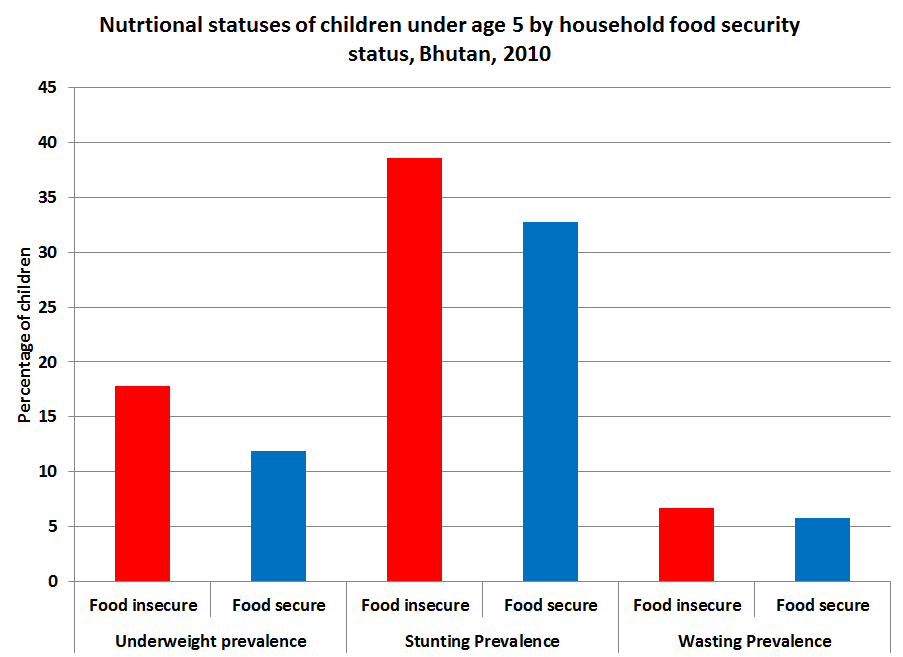 Nutrtional statuses of children under age 5 by household food security
status, Bhutan, 2010
Percentage of children
45
40
35
30
25
20
15
10
5
0
Food insecure Food secure Food insecure Food secure Food insecure Food secure
Underweight prevalence Stunting Prevalence Wasting Prevalence